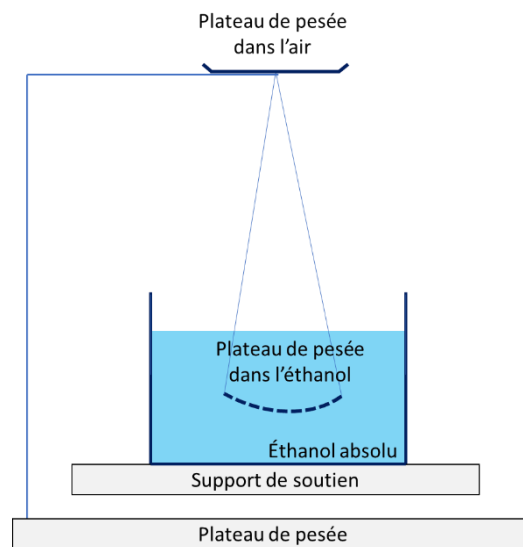 Plateau de pesée
dans l'air
Plateau de pesée
dans l'éthanol
Éthanol absolu
Support de soutien
Plateau de pesée